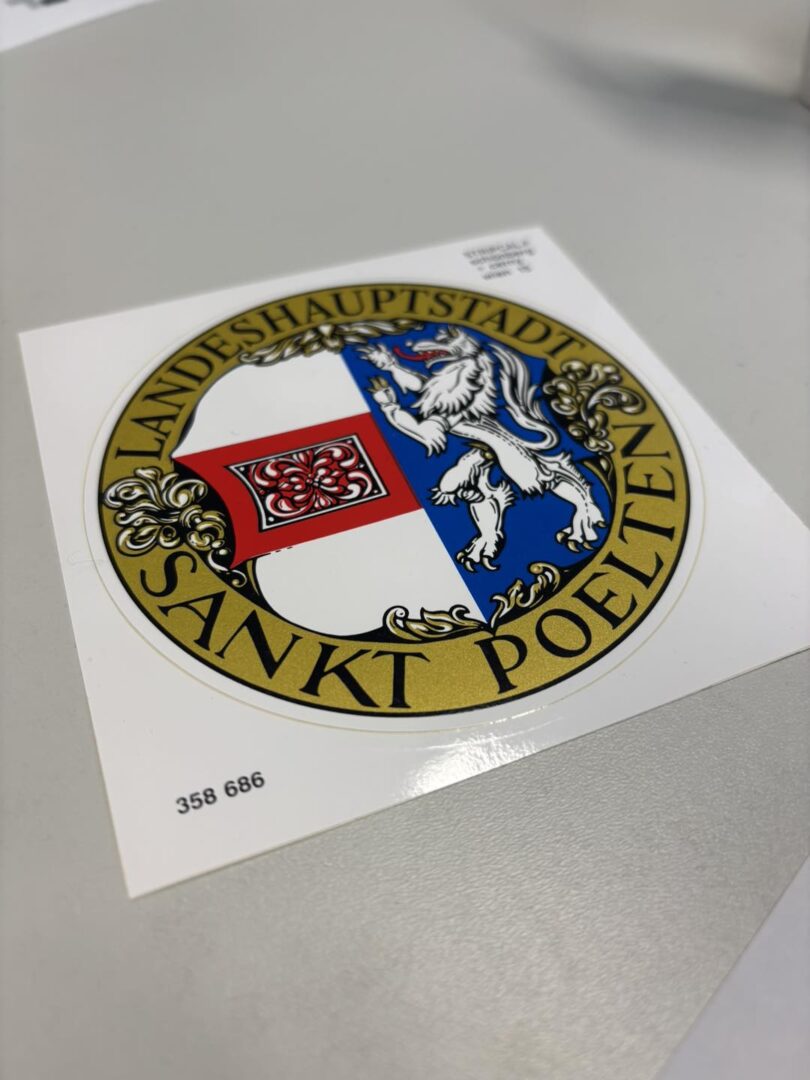 LANDESHAUPTSTADT
SANKT POELTEN
358 686